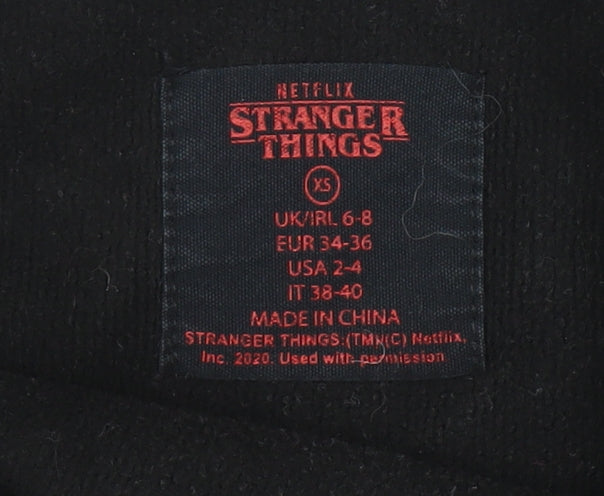 NETFLIX
STRANGER
THINGS
XS
UK/IRL 6-8
EUR 34-36
USA 2-4
IT 38-40
MADE IN CHINA
STRANGER THINGS:(TM)(C) Netflix,
Inc. 2020. Used with permission